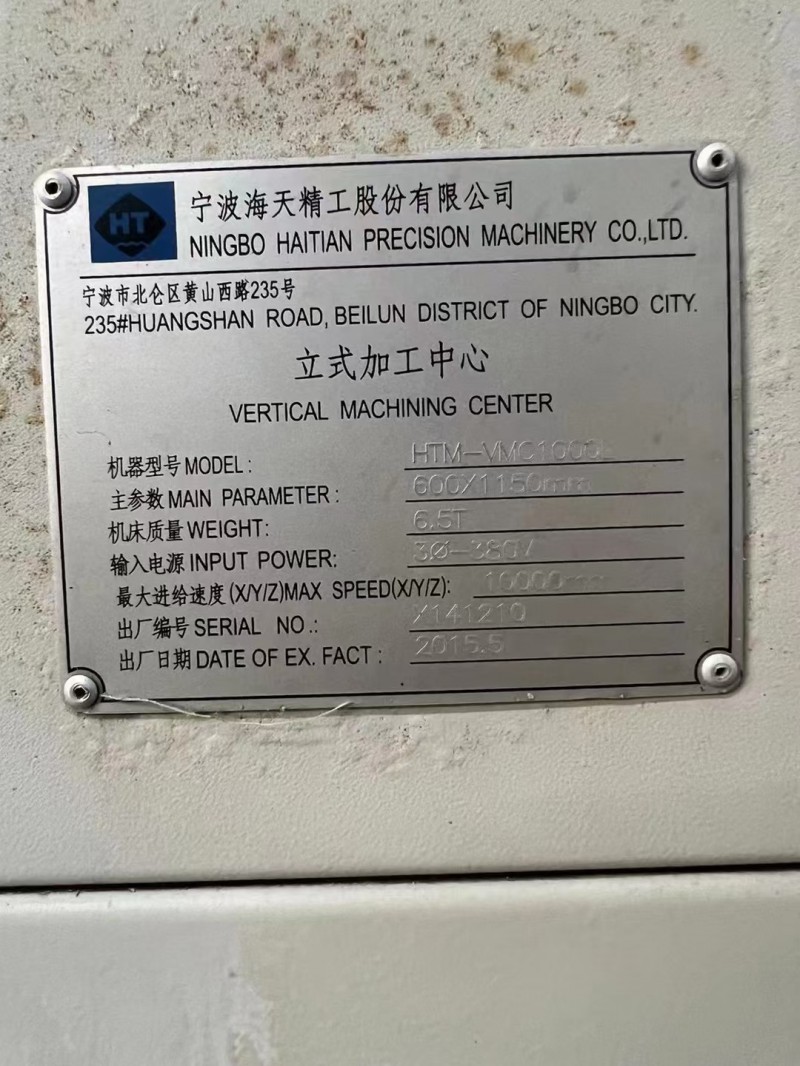 HT
宁波海天精工股份有限公司
NINGBO HAITIAN PRECISION MACHINERY CO.,LTD.
宁波市北仑区黄山西路235号
235#HUANGSHAN ROAD, BEILUN DISTRICT OF NINGBO CITY.
立式加工中心
VERTICAL MACHINING CENTER
机器型号 MODEL: HTM-VMC1000L
主参数 MAIN PARAMETER: 600X1150mm
机床质量 WEIGHT: 6.5T
输入电源 INPUT POWER: 3Ø-380V
最大进给速度(X/Y/Z)MAX SPEED(X/Y/Z): 10000
出厂编号 SERIAL NO.: X141210
出厂日期 DATE OF EX. FACT: 2015.5